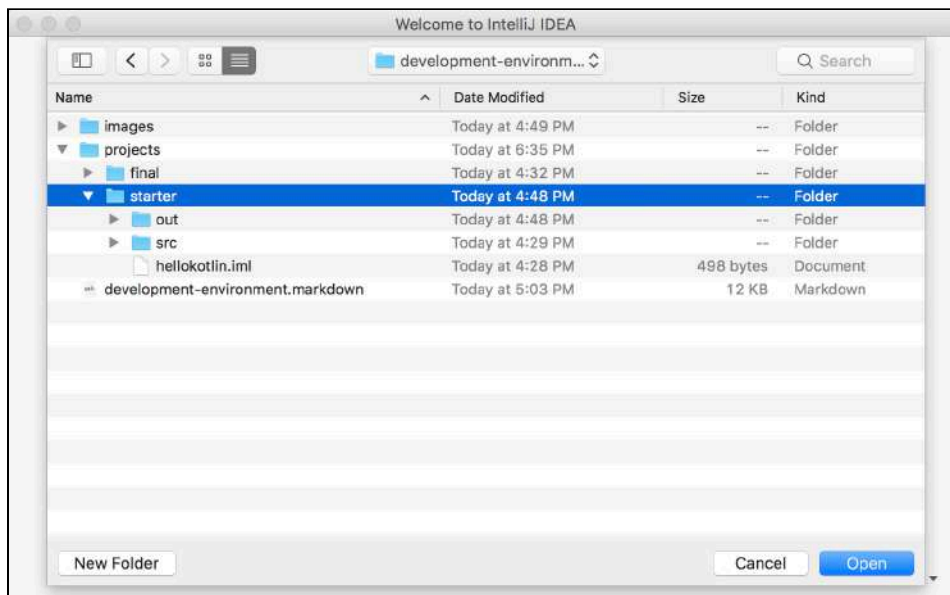 Welcome to IntelliJ IDEA
development-environm... Search
Name Date Modified Size Kind
images Today at 4:49 PM -- Folder
projects Today at 6:35 PM -- Folder
final Today at 4:32 PM -- Folder
starter Today at 4:48 PM -- Folder
out Today at 4:48 PM -- Folder
src Today at 4:29 PM -- Folder
hellokotlin.iml Today at 4:28 PM 498 bytes Document
development-environment.markdown Today at 5:03 PM 12 KB Markdown
New Folder Cancel Open